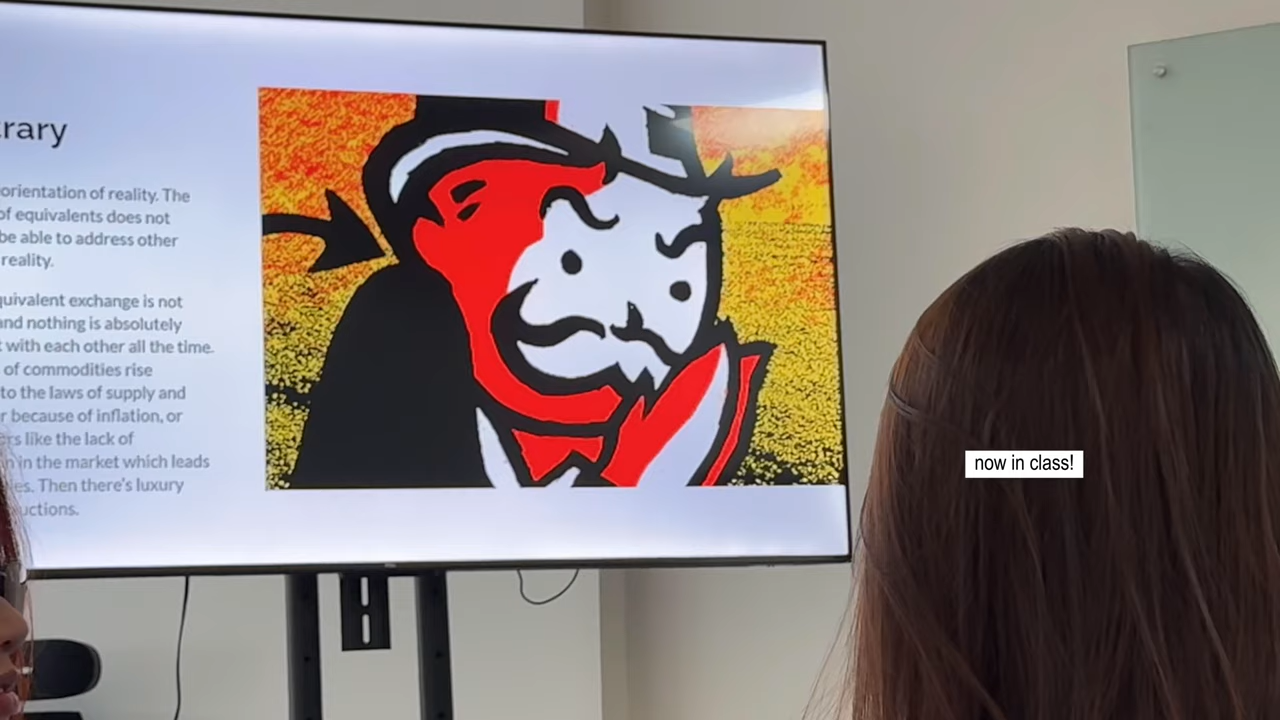 rary
orientation of reality. The
of equivalents does not
be able to address other
reality.
quivalent exchange is not
and nothing is absolutely
with each other all the time.
of commodities rise
to the laws of supply and
r because of inflation, or
rs like the lack of
n in the market which leads
es. Then there's luxury
uctions.
now in class!